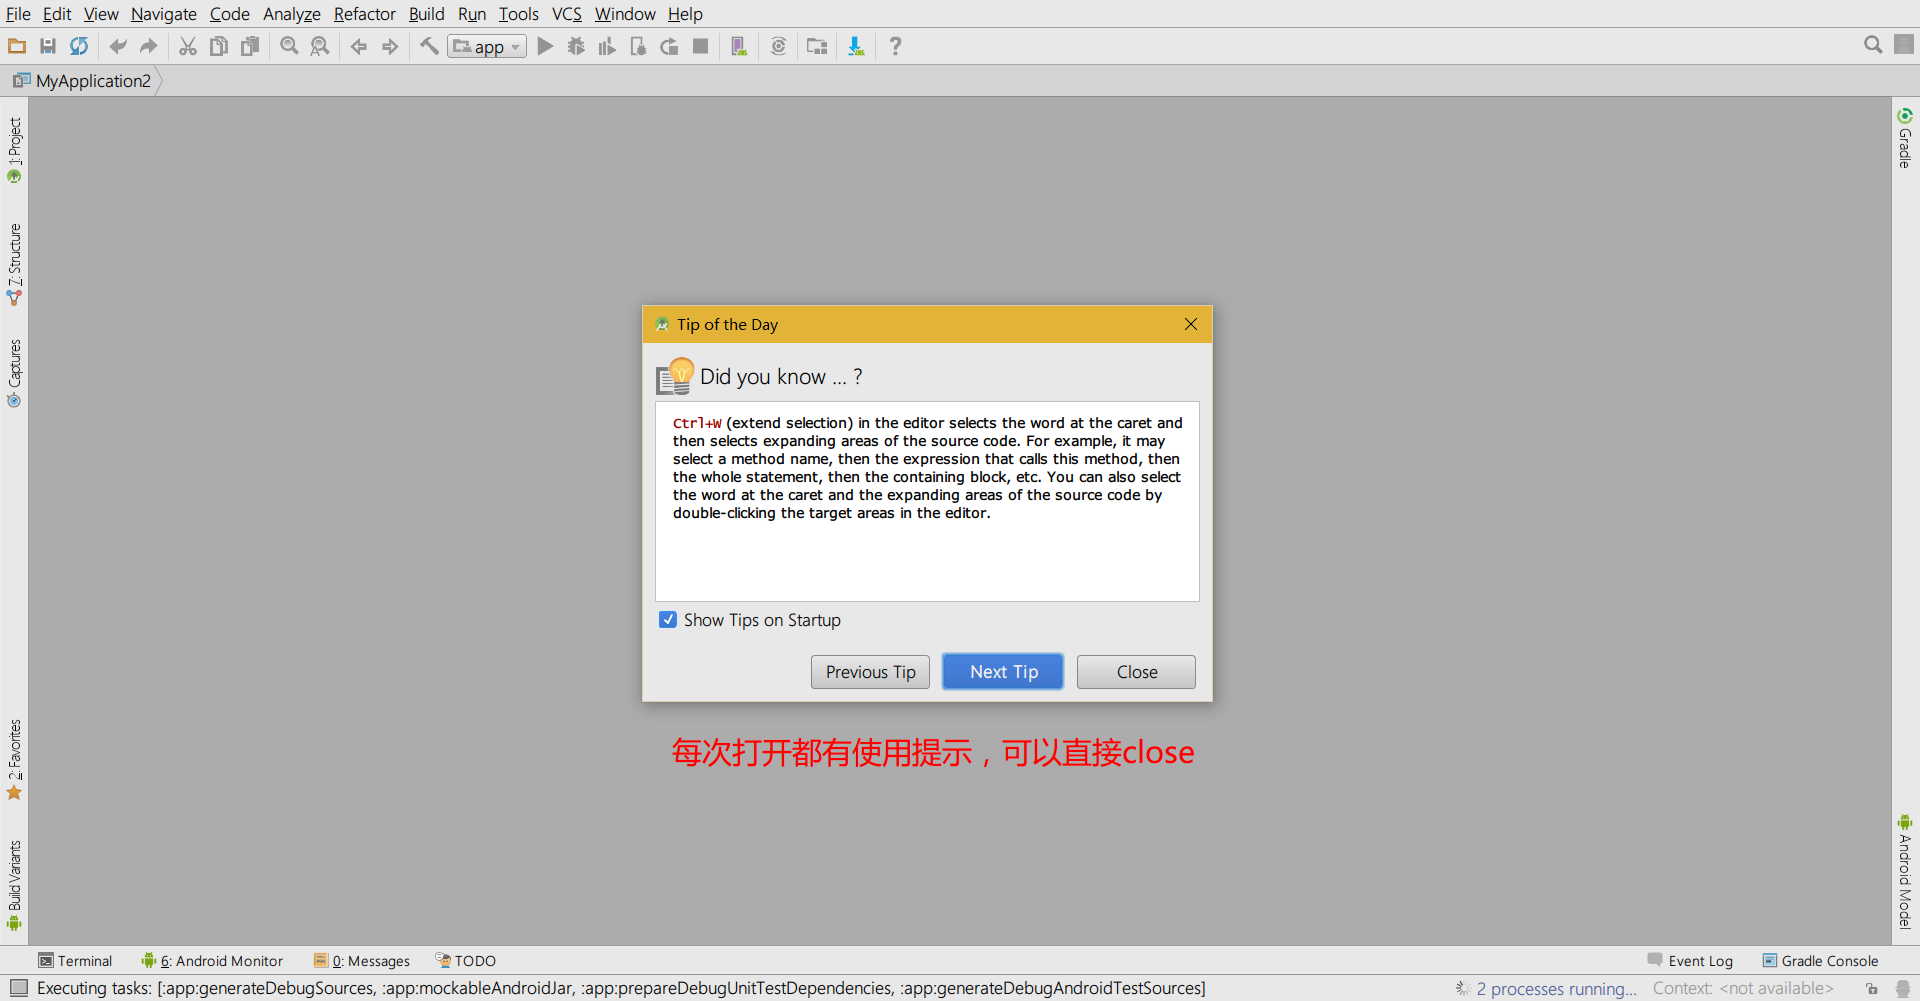 File Edit View Navigate Code Analyze Refactor Build Run Tools VCS Window Help
app
MyApplication2
1: Project
7: Structure
Captures
2: Favorites
Build Variants
Gradle
Android Model
Tip of the Day
Did you know ... ?
Ctrl+W (extend selection) in the editor selects the word at the caret and
then selects expanding areas of the source code. For example, it may
select a method name, then the expression that calls this method, then
the whole statement, then the containing block, etc. You can also select
the word at the caret and the expanding areas of the source code by
double-clicking the target areas in the editor.
Show Tips on Startup
Previous Tip Next Tip Close
每次打开都有使用提示，可以直接close
Terminal 6: Android Monitor 0: Messages TODO Event Log Gradle Console
Executing tasks: [:app:generateDebugSources, :app:mockableAndroidJar, :app:prepareDebugUnitTestDependencies, :app:generateDebugAndroidTestSources] 2 processes running... Context: <not available>